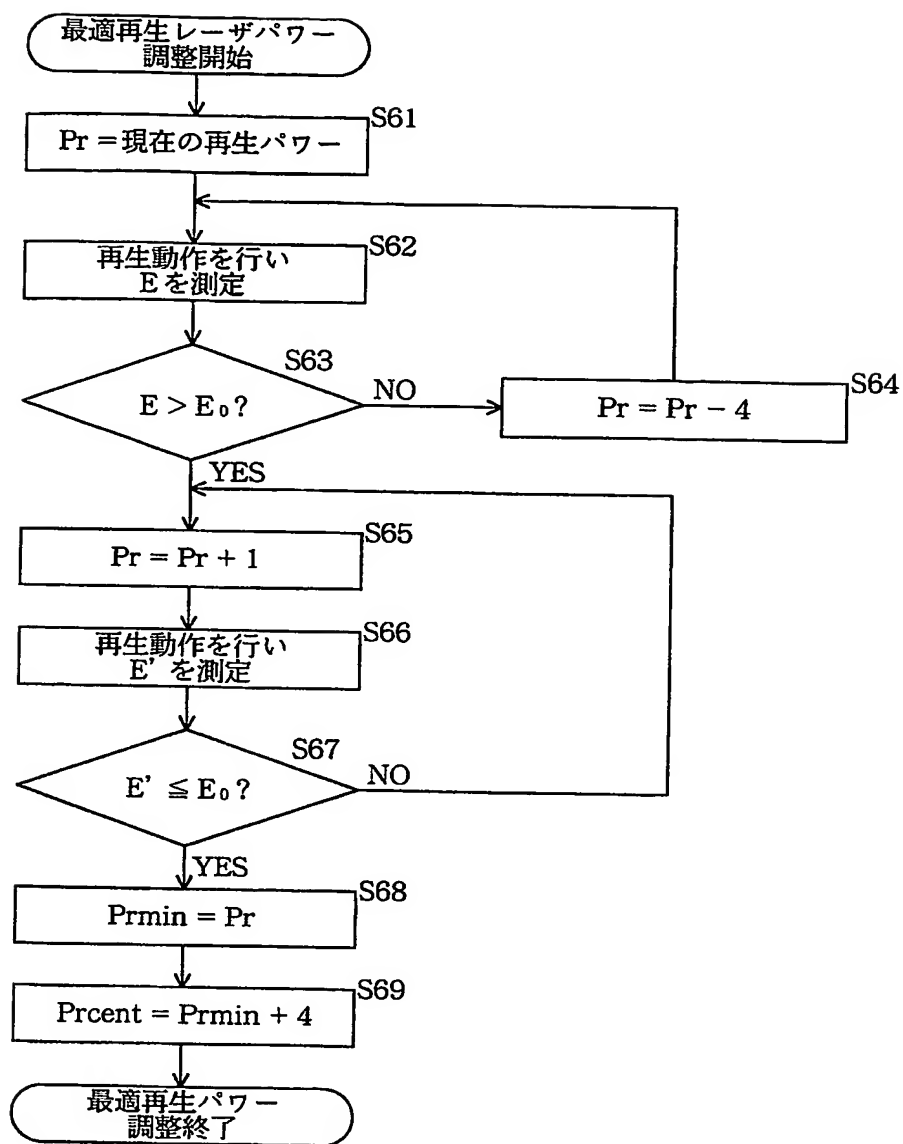 最適再生レーザパワー
調整開始
S61
Pr = 現在の再生パワー
S62
再生動作を行い
E を測定
S63
E > E₀ ?
NO
S64
Pr = Pr − 4
YES
S65
Pr = Pr + 1
S66
再生動作を行い
E' を測定
S67
E' ≦ E₀ ?
NO
YES
S68
Prmin = Pr
S69
Prcent = Prmin + 4
最適再生パワー
調整終了